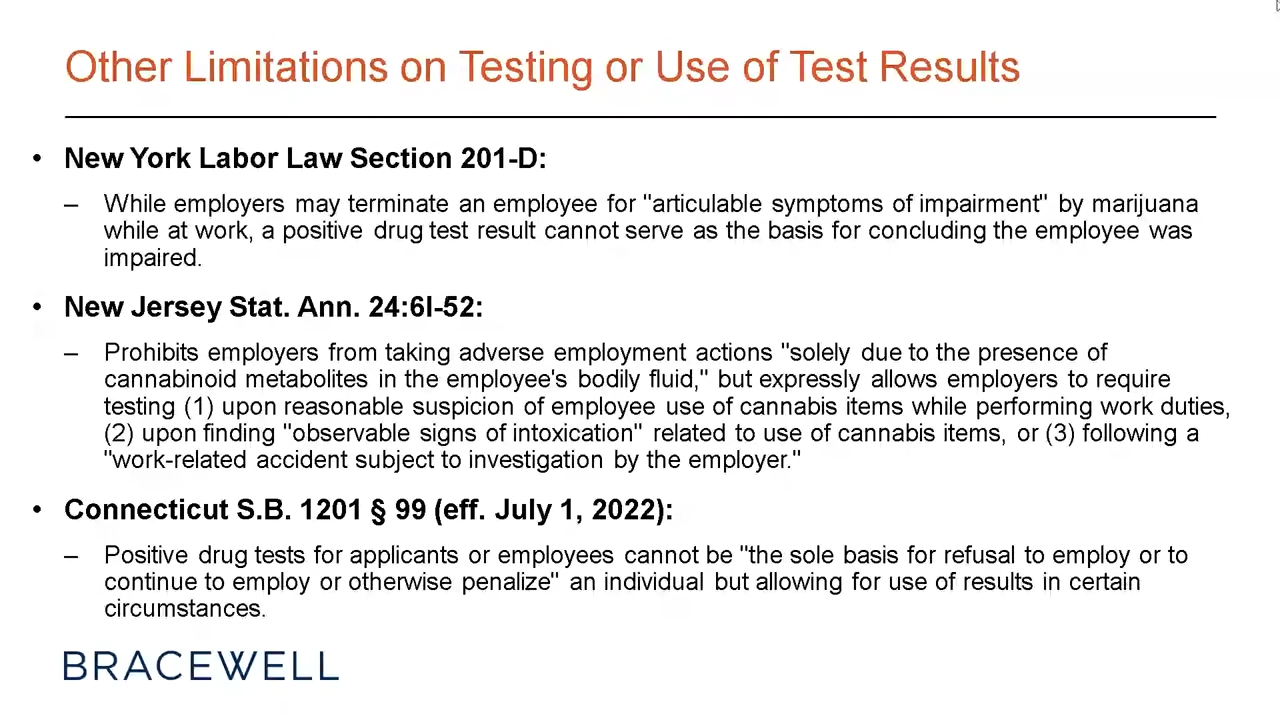 Other Limitations on Testing or Use of Test Results
• New York Labor Law Section 201-D:
– While employers may terminate an employee for "articulable symptoms of impairment" by marijuana
while at work, a positive drug test result cannot serve as the basis for concluding the employee was
impaired.
• New Jersey Stat. Ann. 24:6I-52:
– Prohibits employers from taking adverse employment actions "solely due to the presence of
cannabinoid metabolites in the employee's bodily fluid," but expressly allows employers to require
testing (1) upon reasonable suspicion of employee use of cannabis items while performing work duties,
(2) upon finding "observable signs of intoxication" related to use of cannabis items, or (3) following a
"work-related accident subject to investigation by the employer."
• Connecticut S.B. 1201 § 99 (eff. July 1, 2022):
– Positive drug tests for applicants or employees cannot be "the sole basis for refusal to employ or to
continue to employ or otherwise penalize" an individual but allowing for use of results in certain
circumstances.
BRACEWELL